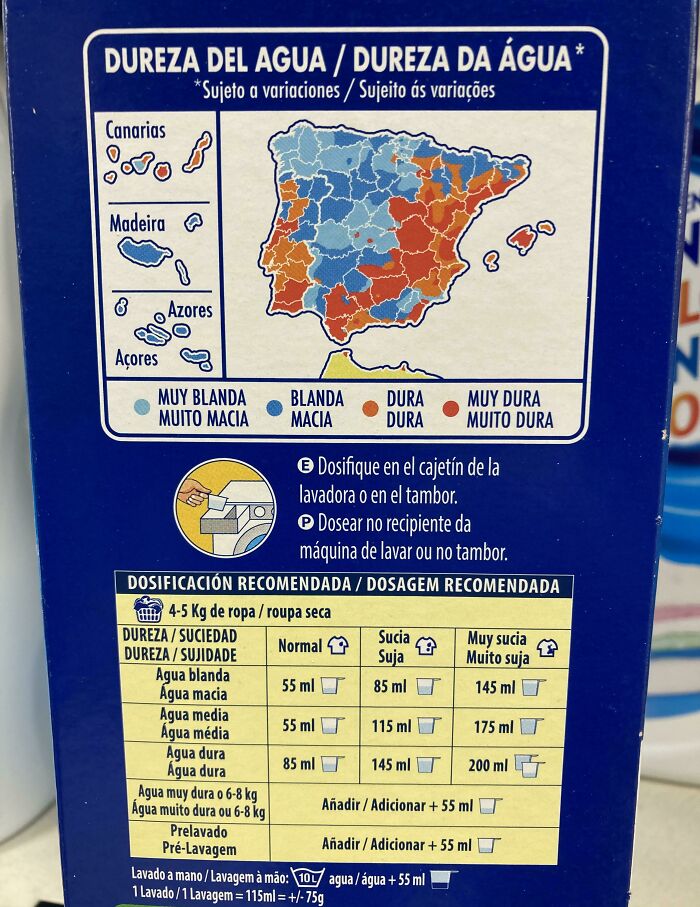 DUREZA DEL AGUA / DUREZA DA ÁGUA*
*Sujeto a variaciones / Sujeito ás variações
Canarias
Madeira
Azores
Açores
MUY BLANDA
MUITO MACIA
BLANDA
MACIA
DURA
DURA
MUY DURA
MUITO DURA
E Dosifique en el cajetín de la
lavadora o en el tambor.
P Dosear no recipiente da
máquina de lavar ou no tambor.
DOSIFICACIÓN RECOMENDADA / DOSAGEM RECOMENDADA
4-5 Kg de ropa / roupa seca
DUREZA / SUCIEDAD
DUREZA / SUJIDADE
Normal
Sucia
Suja
Muy sucia
Muito suja
Agua blanda
Água macia
55 ml
85 ml
145 ml
Agua media
Água média
55 ml
115 ml
175 ml
Agua dura
Água dura
85 ml
145 ml
200 ml
Agua muy dura o 6-8 kg
Água muito dura ou 6-8 kg
Añadir / Adicionar + 55 ml
Prelavado
Pré-Lavagem
Añadir / Adicionar + 55 ml
Lavado a mano / Lavagem à mão: 10L agua / água + 55 ml
1 Lavado / 1 Lavagem = 115ml = +/- 75g